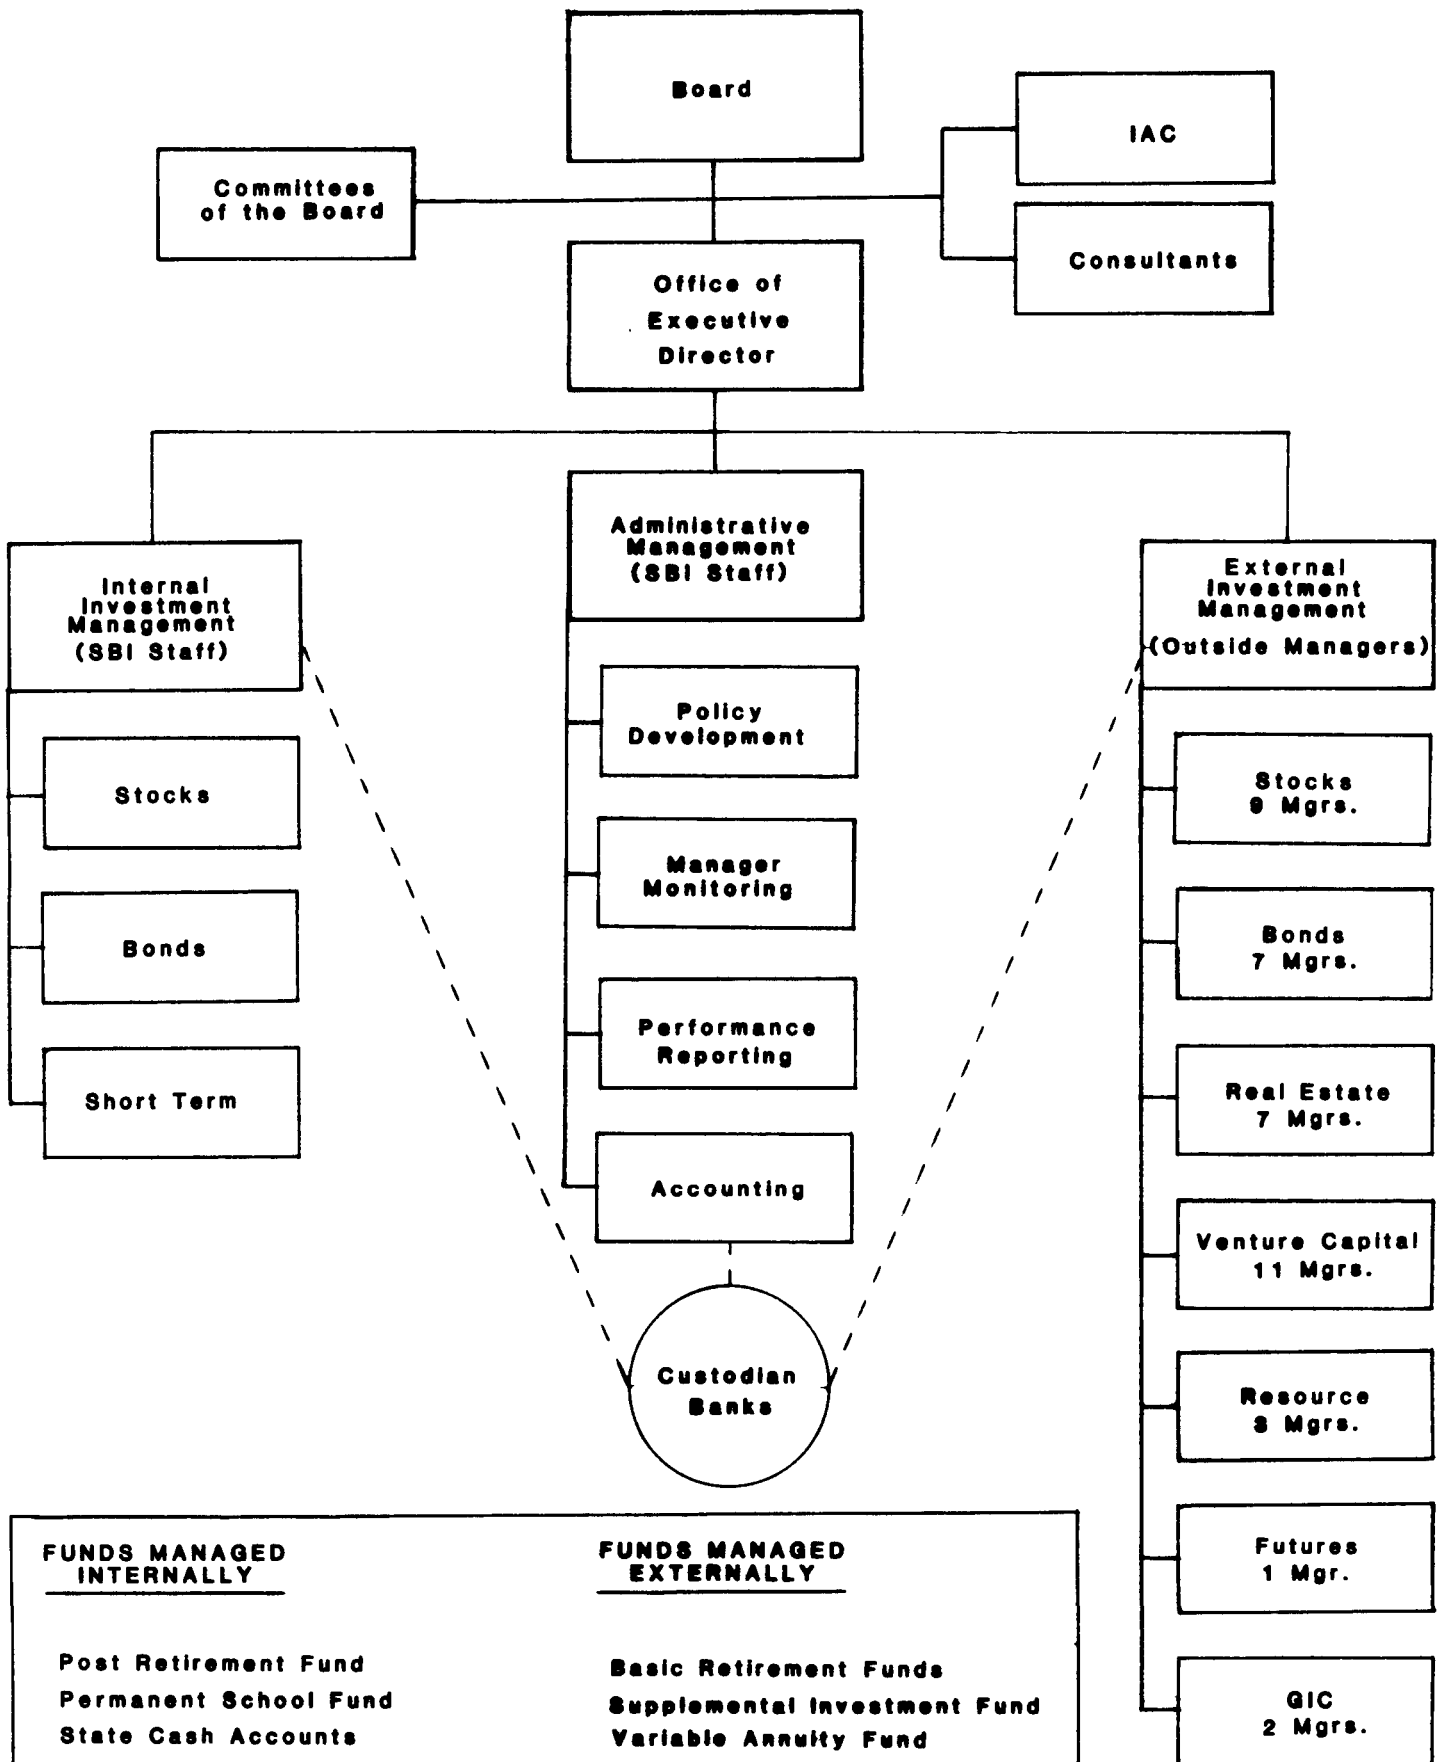 Board
IAC
Committees
of the Board
Consultants
Office of
Executive
Director
Administrative
Management
(SBI Staff)
Internal
Investment
Management
(SBI Staff)
External
Investment
Management
(Outside Managers)
Policy
Development
Manager
Monitoring
Performance
Reporting
Accounting
Stocks
Bonds
Short Term
Stocks
9 Mgrs.
Bonds
7 Mgrs.
Real Estate
7 Mgrs.
Venture Capital
11 Mgrs.
Resource
Mgrs.
Futures
1 Mgr.
GIC
2 Mgrs.
Custodian
Banks
FUNDS MANAGED
INTERNALLY
Post Retirement Fund
Permanent School Fund
State Cash Accounts
FUNDS MANAGED
EXTERNALLY
Basic Retirement Funds
Supplemental Investment Fund
Variable Annuity Fund